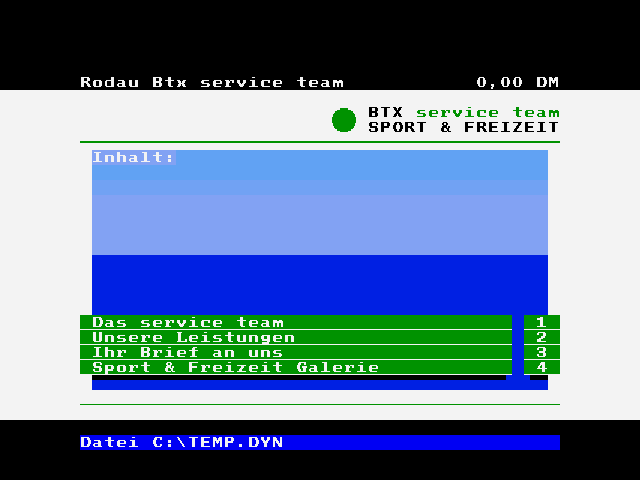 Rodau Btx service team 0,00 DM
BTX service team
SPORT & FREIZEIT
Inhalt:
Das service team 1
Unsere Leistungen 2
Ihr Brief an uns 3
Sport & Freizeit Galerie 4
Datei C:\TEMP.DYN